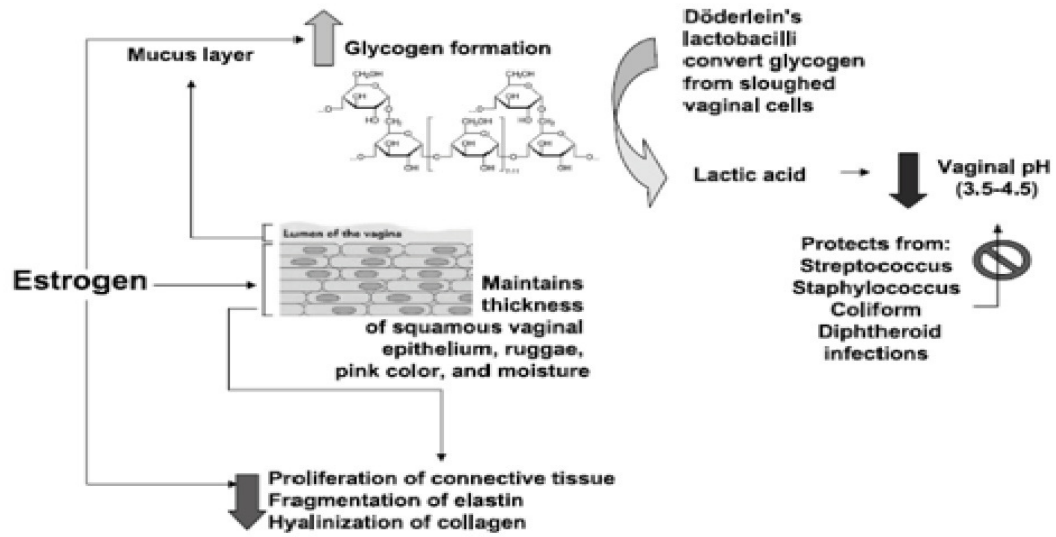 Döderlein's
lactobacilli
convert glycogen
from sloughed
vaginal cells
Glycogen formation
Mucus layer
Lactic acid
Vaginal pH
(3.5-4.5)
Lumen of the vagina
Estrogen
Maintains
thickness
of squamous vaginal
epithelium, ruggae,
pink color, and moisture
Protects from:
Streptococcus
Staphylococcus
Coliform
Diphtheroid
infections
Proliferation of connective tissue
Fragmentation of elastin
Hyalinization of collagen